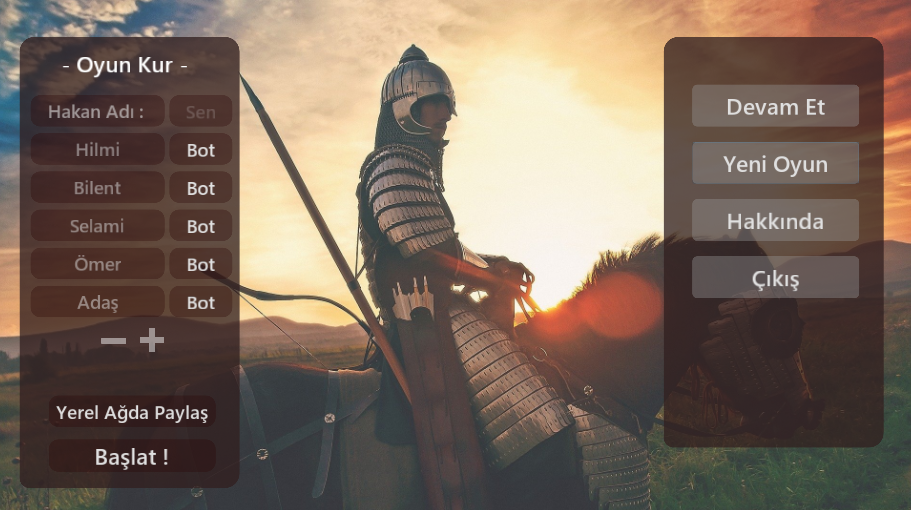 - Oyun Kur -
Hakan Adı : Sen
Hilmi Bot
Bilent Bot
Selami Bot
Ömer Bot
Adaş Bot
Yerel Ağda Paylaş
Başlat !
Devam Et
Yeni Oyun
Hakkında
Çıkış